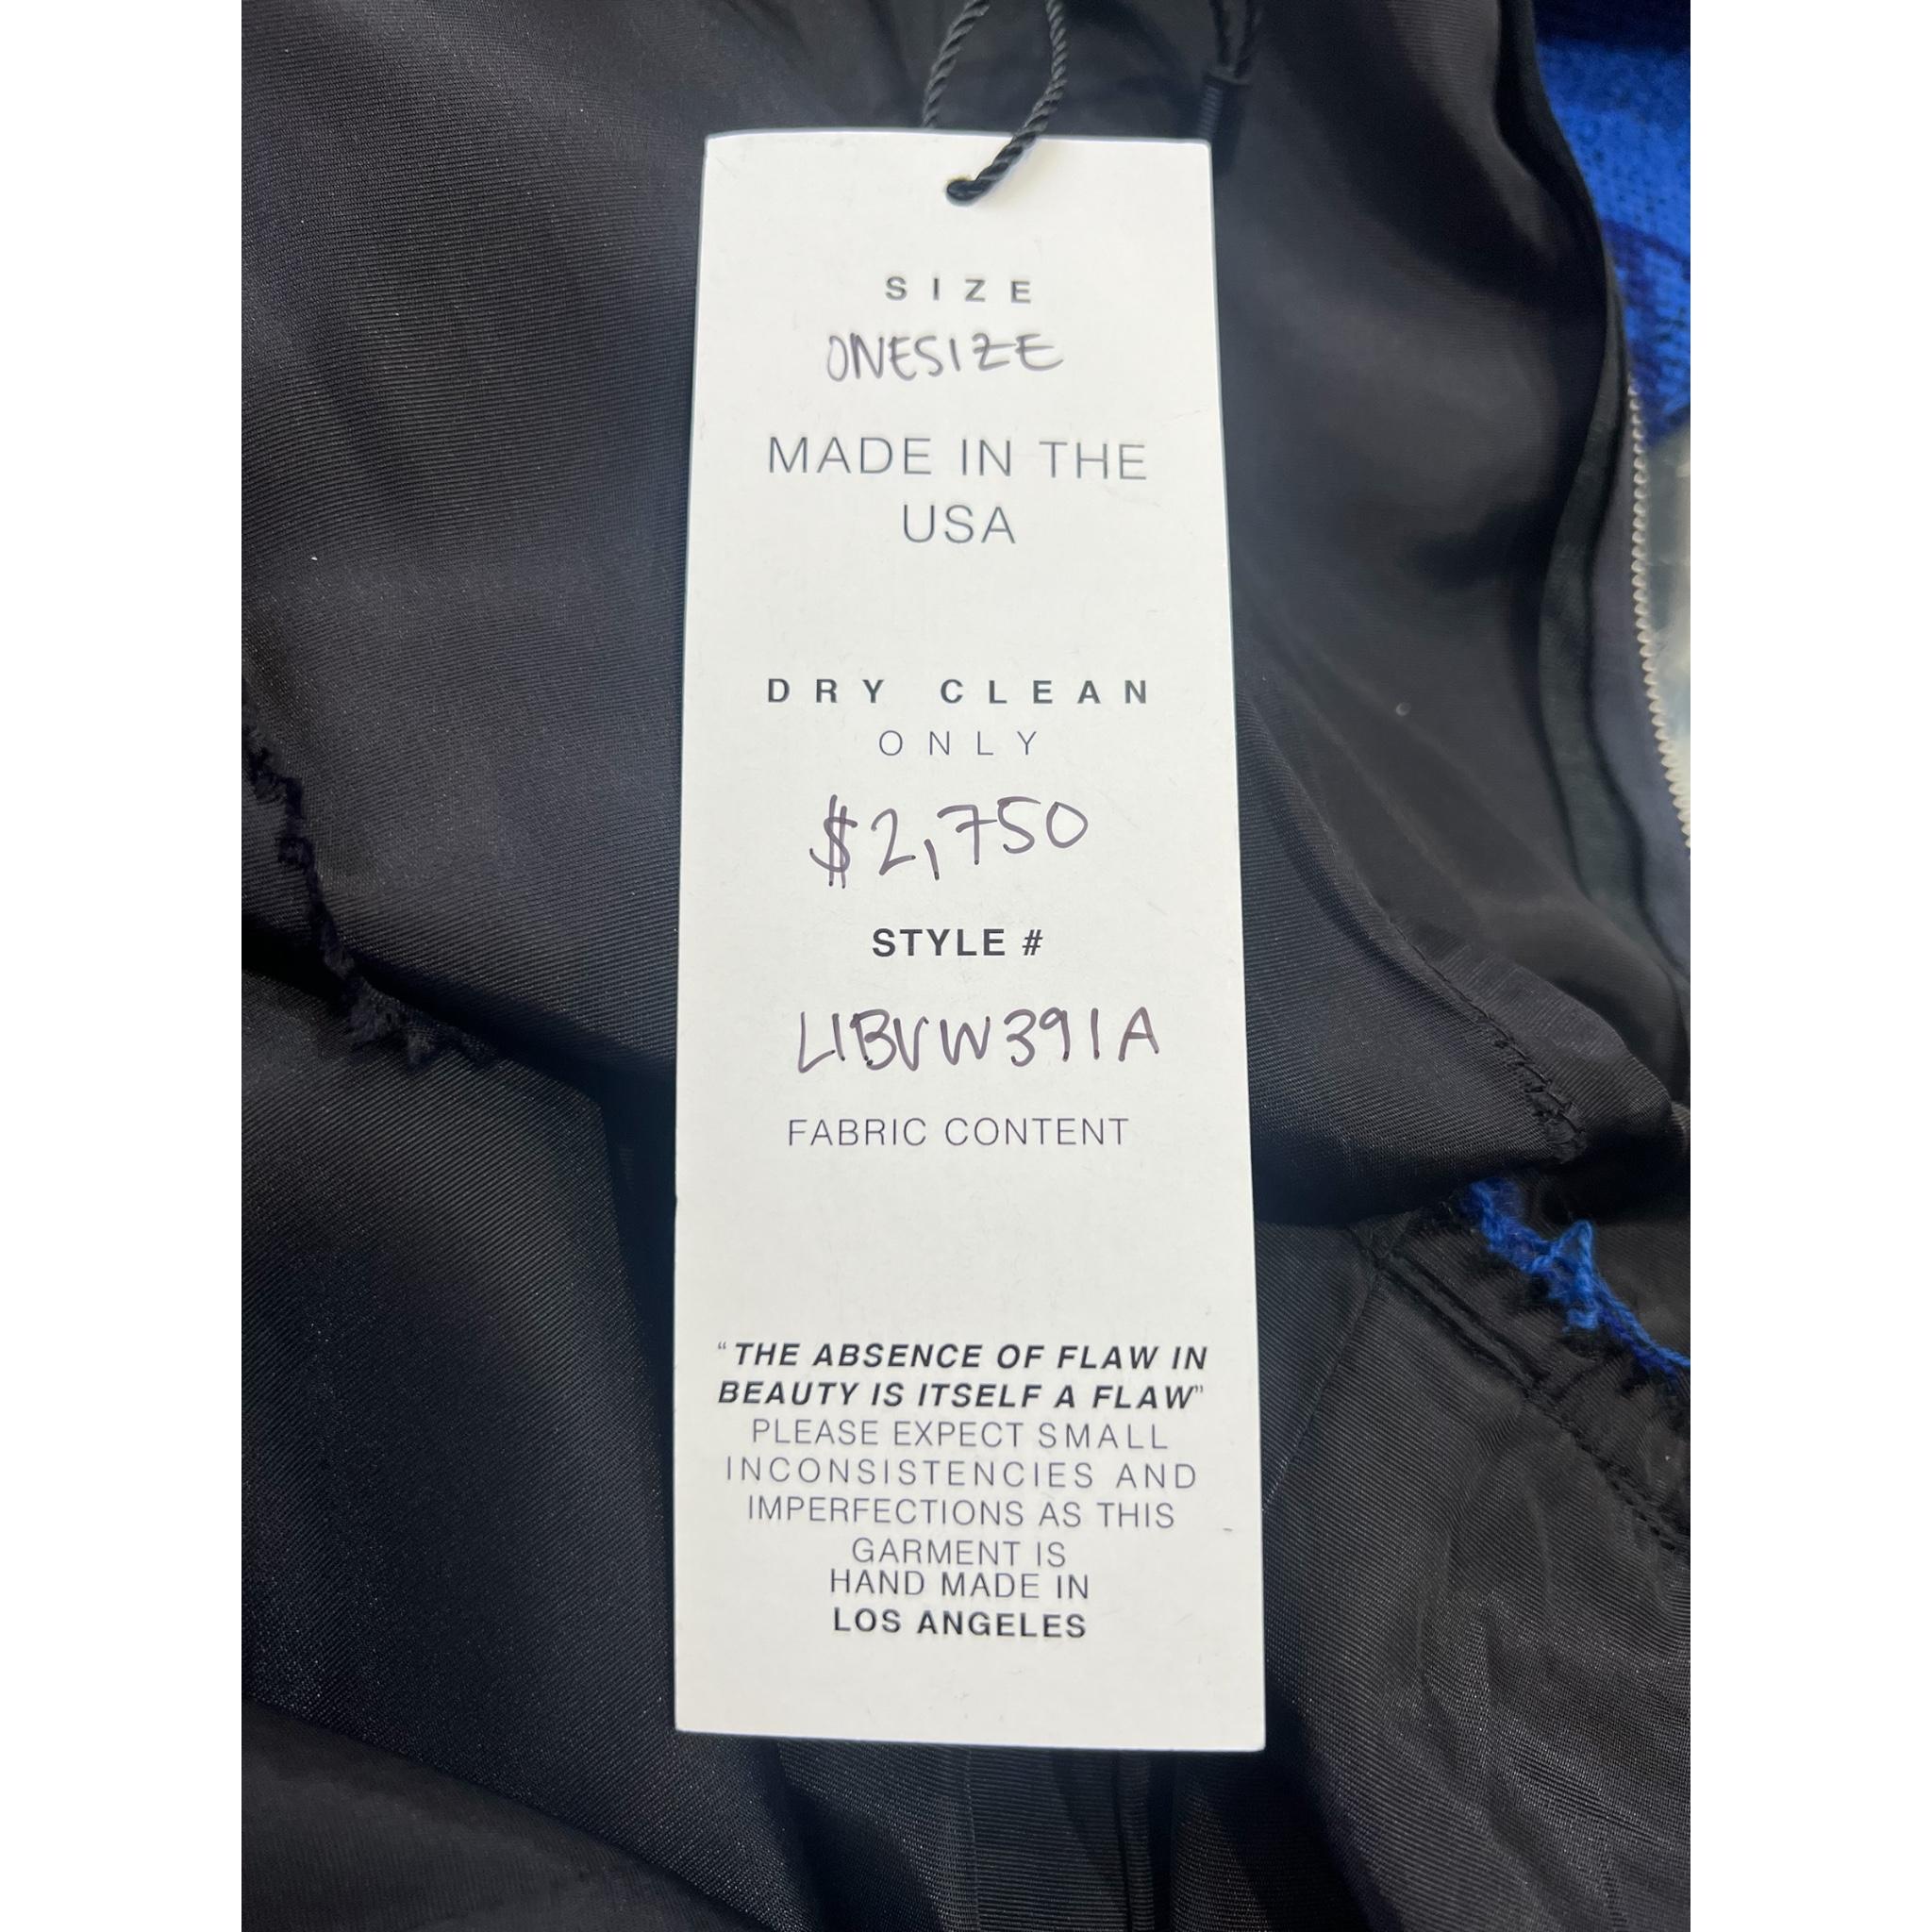 SIZE
ONESIZE
MADE IN THE
USA
DRY CLEAN
ONLY
$2,750
STYLE #
LIBVW391A
FABRIC CONTENT
"THE ABSENCE OF FLAW IN
BEAUTY IS ITSELF A FLAW"
PLEASE EXPECT SMALL
INCONSISTENCIES AND
IMPERFECTIONS AS THIS
GARMENT IS
HAND MADE IN
LOS ANGELES